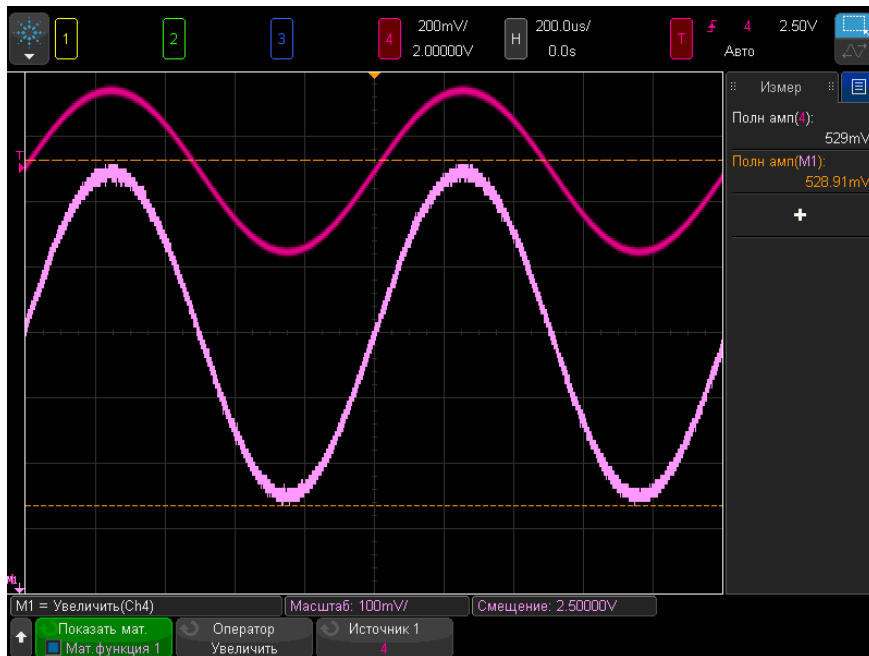 1 2 3 4 200mV/ H 200.0us/ T 4 2.50V
2.00000V 0.0s Авто
Измер
Полн амп(4):
529mV
Полн амп(M1):
528.91mV
+
T
M1
M1 = Увеличить(Ch4) Масштаб: 100mV/ Смещение: 2.50000V
Показать мат. Оператор Источник 1
Мат.функция 1 Увеличить 4